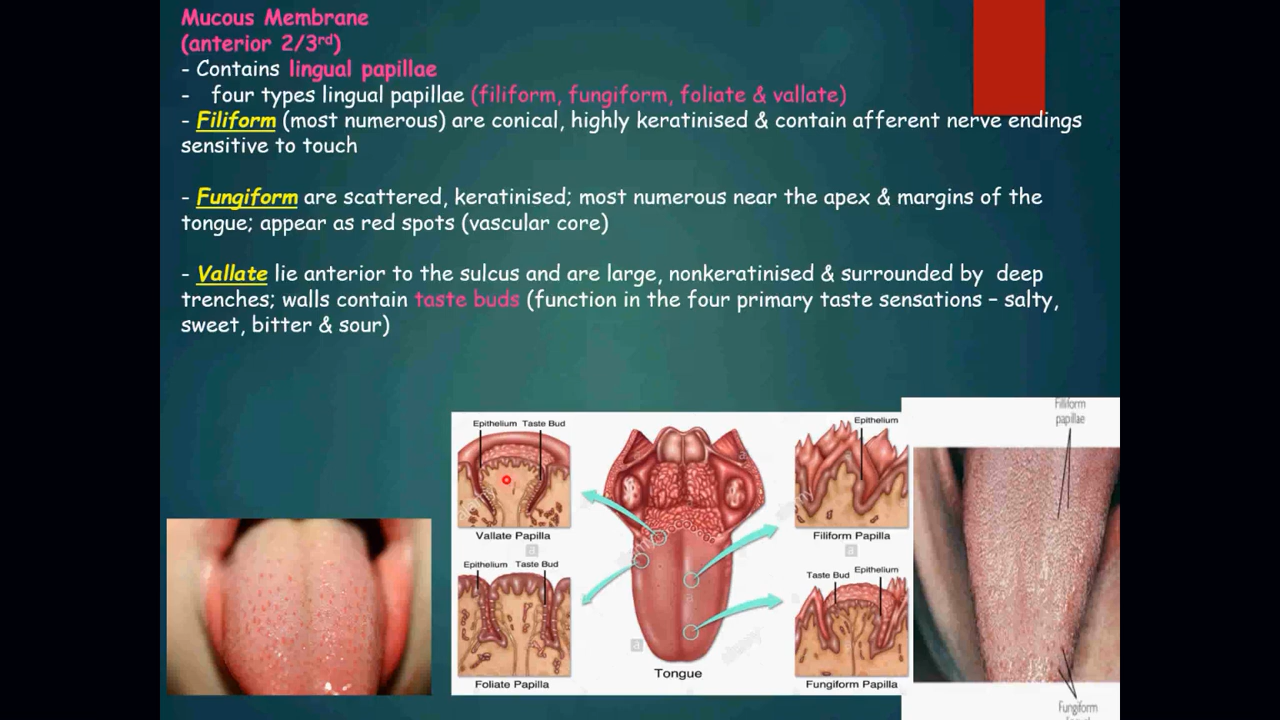 Mucous Membrane
(anterior 2/3rd)
- Contains lingual papillae
- four types lingual papillae (filiform, fungiform, foliate & vallate)
- Filiform (most numerous) are conical, highly keratinised & contain afferent nerve endings
sensitive to touch
- Fungiform are scattered, keratinised; most numerous near the apex & margins of the
tongue; appear as red spots (vascular core)
- Vallate lie anterior to the sulcus and are large, nonkeratinised & surrounded by deep
trenches; walls contain taste buds (function in the four primary taste sensations – salty,
sweet, bitter & sour)
Epithelium Taste Bud
Vallate Papilla
Epithelium Taste Bud
Foliate Papilla
Tongue
Epithelium
Filiform Papilla
Taste Bud Epithelium
Fungiform Papilla
Filiform
papillae
Fungiform
alamy
a
a
a
a